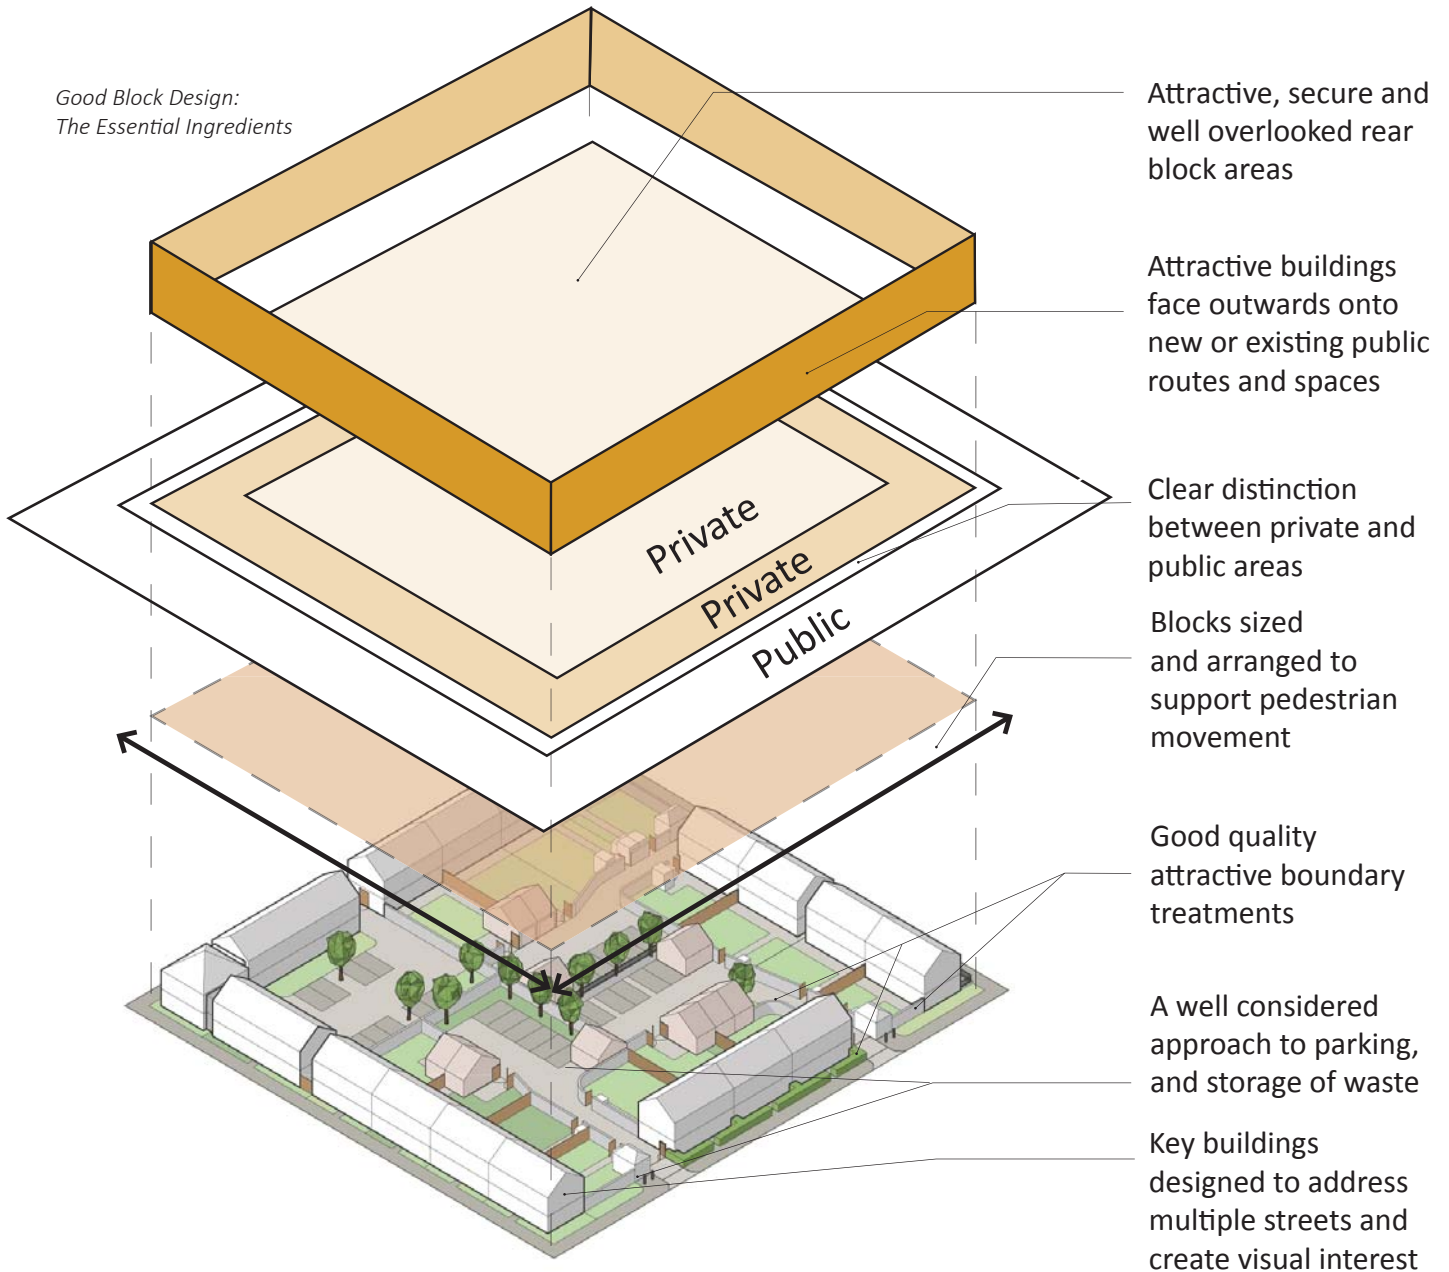 Good Block Design:
The Essential Ingredients
Attractive, secure and
well overlooked rear
block areas
Attractive buildings
face outwards onto
new or existing public
routes and spaces
Clear distinction
between private and
public areas
Private
Private
Public
Blocks sized
and arranged to
support pedestrian
movement
Good quality
attractive boundary
treatments
A well considered
approach to parking,
and storage of waste
Key buildings
designed to address
multiple streets and
create visual interest